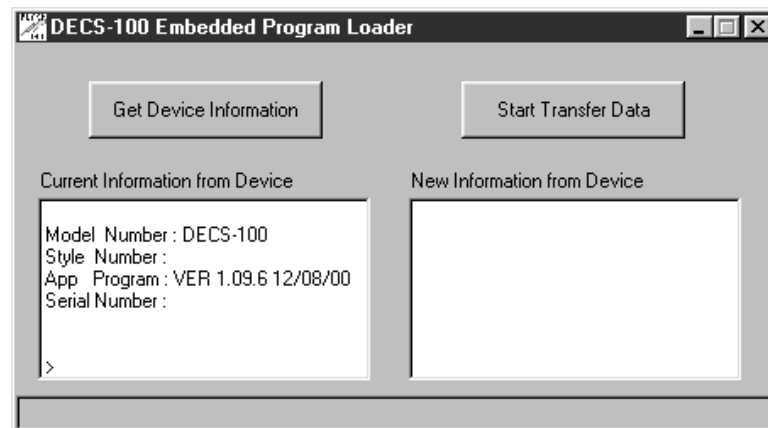 DECS-100 Embedded Program Loader
Get Device Information
Start Transfer Data
Current Information from Device
New Information from Device
Model Number : DECS-100
Style Number :
App Program : VER 1.09.6 12/08/00
Serial Number :
>